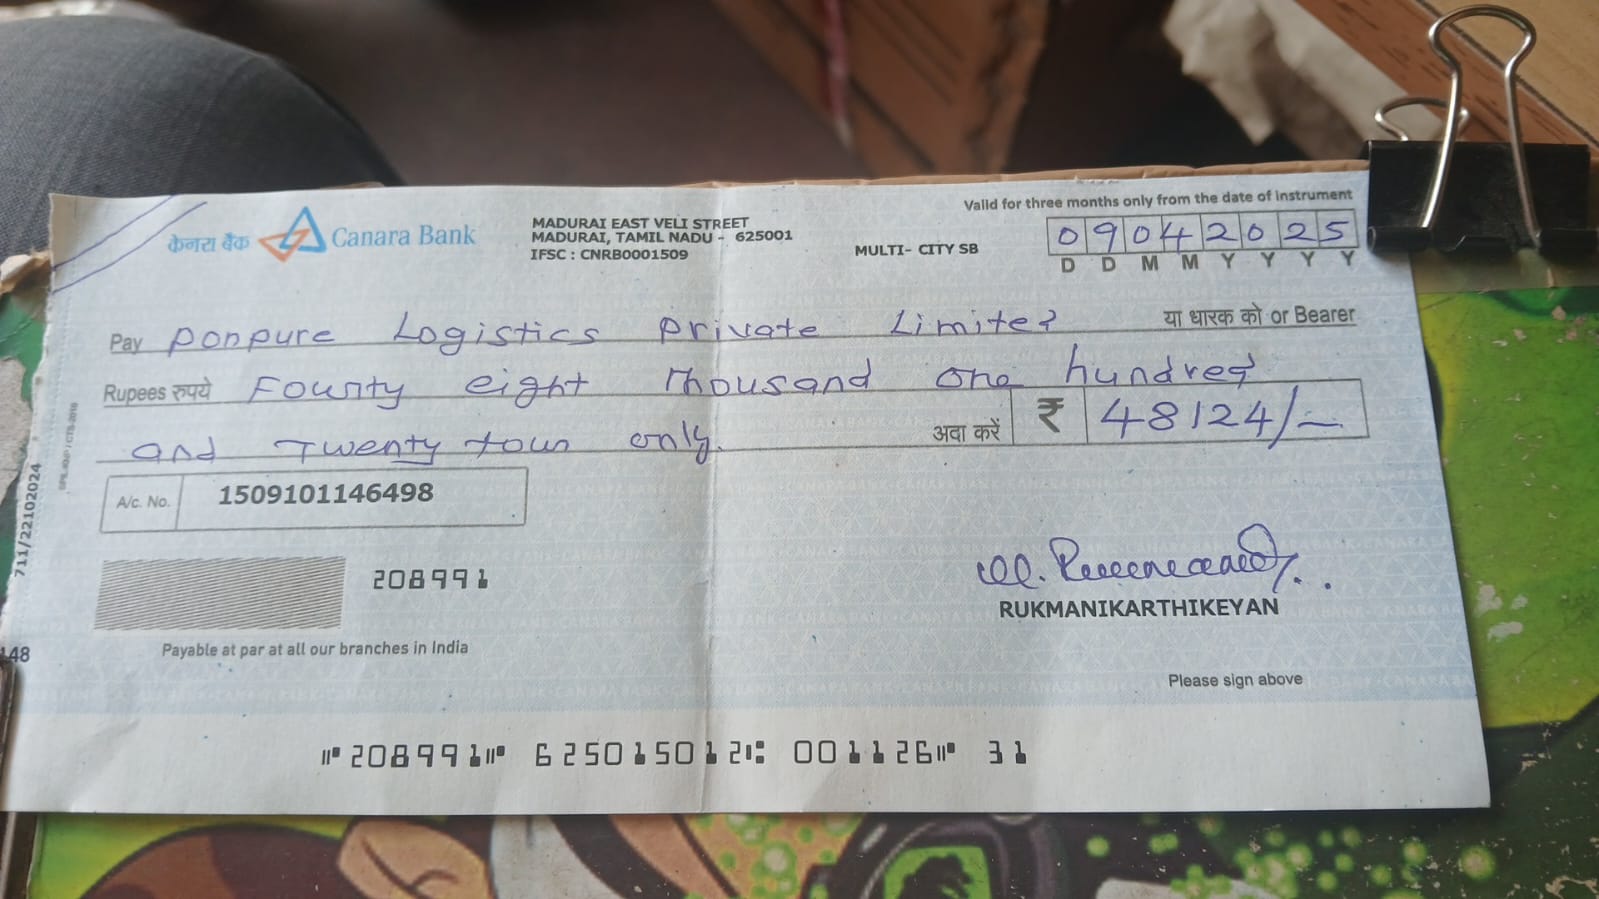 Valid for three months only from the date of instrument
केनरा बैंक Canara Bank
MADURAI EAST VELI STREET
MADURAI, TAMIL NADU - 625001
IFSC : CNRB0001509
MULTI- CITY SB
09042025
D D M M Y Y Y Y
Pay Ponpure Logistics Private Limited या धारक को or Bearer
Rupees रुपये Fourty eight Thousand one hundred
and Twenty four only. अदा करें ₹ 48124/-
A/c. No. 1509101146498
711/22102024
208991
RUKMANIKARTHIKEYAN
Payable at par at all our branches in India
Please sign above
148
⑈208991⑈ 625015012⑆ 001126⑈ 31